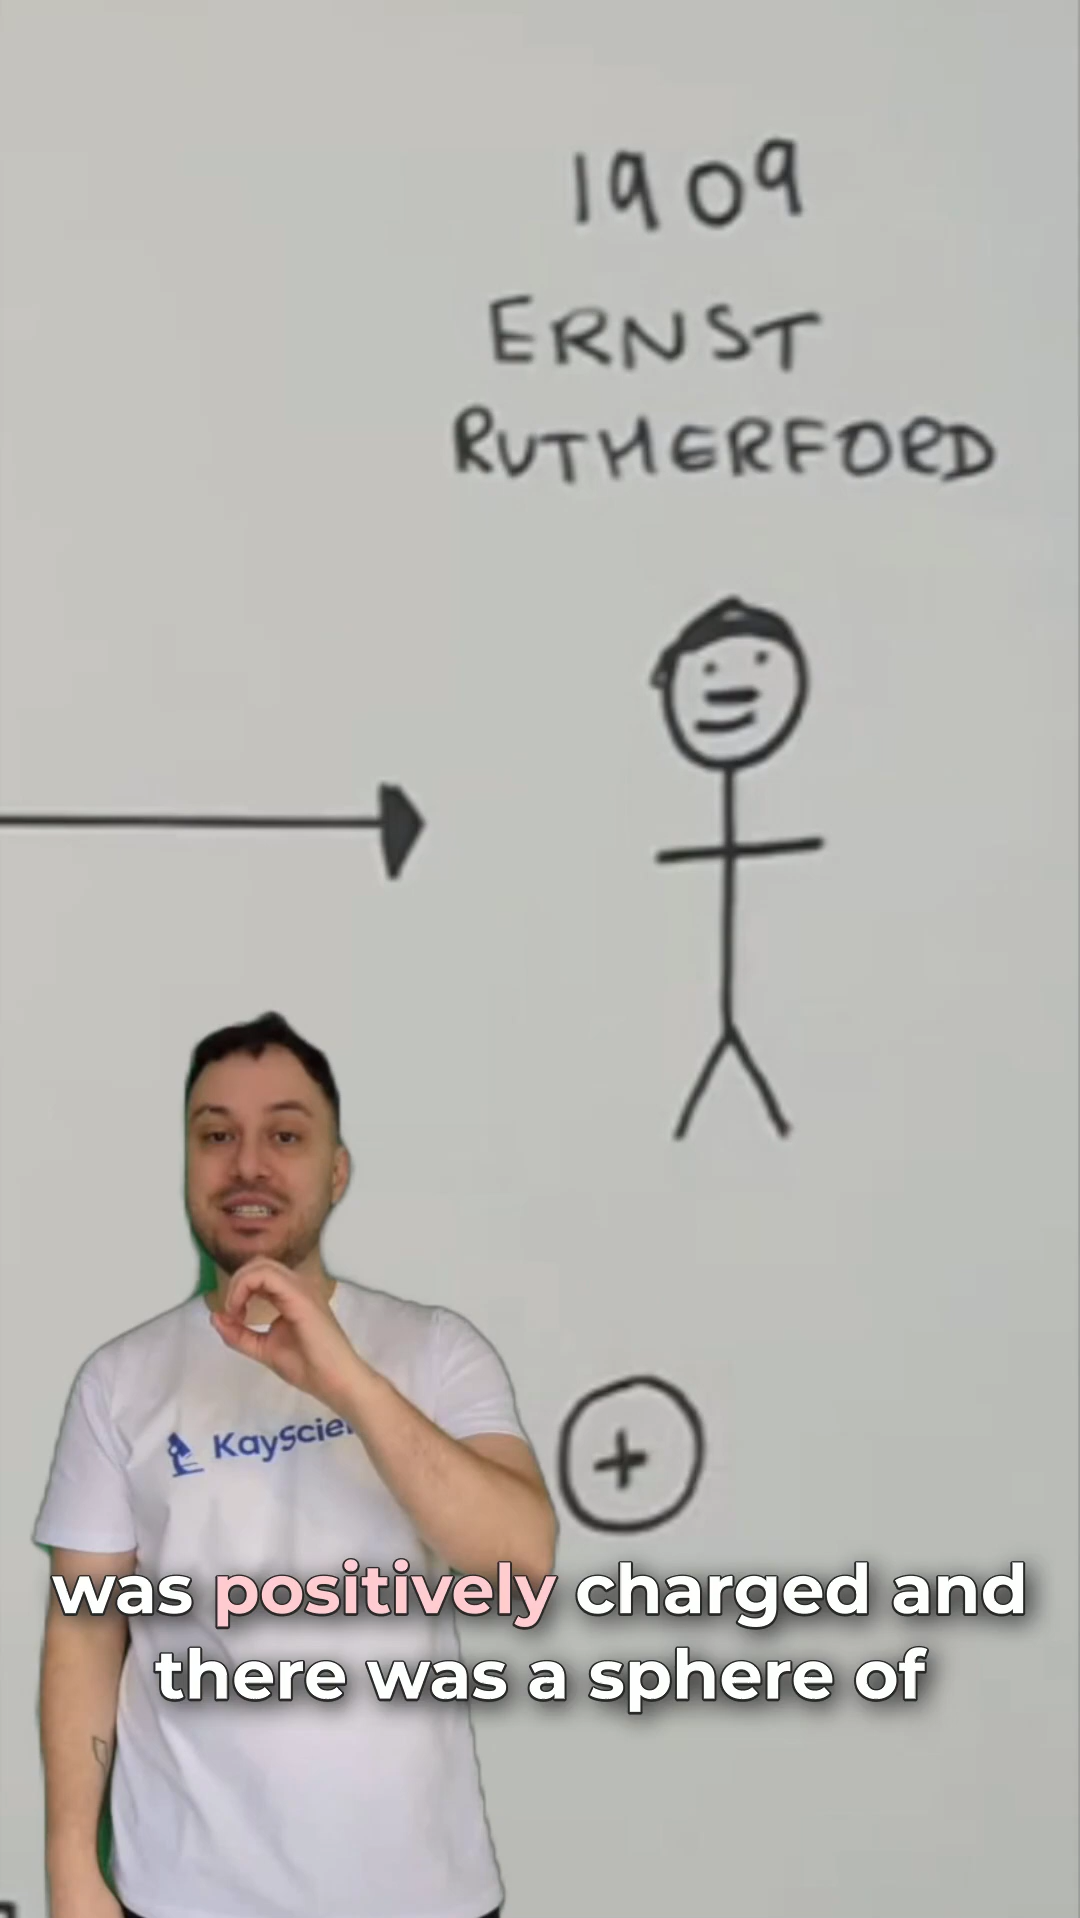 1909
ERNST
RUTHERFORD
+
KayScie
was positively charged and
there was a sphere of